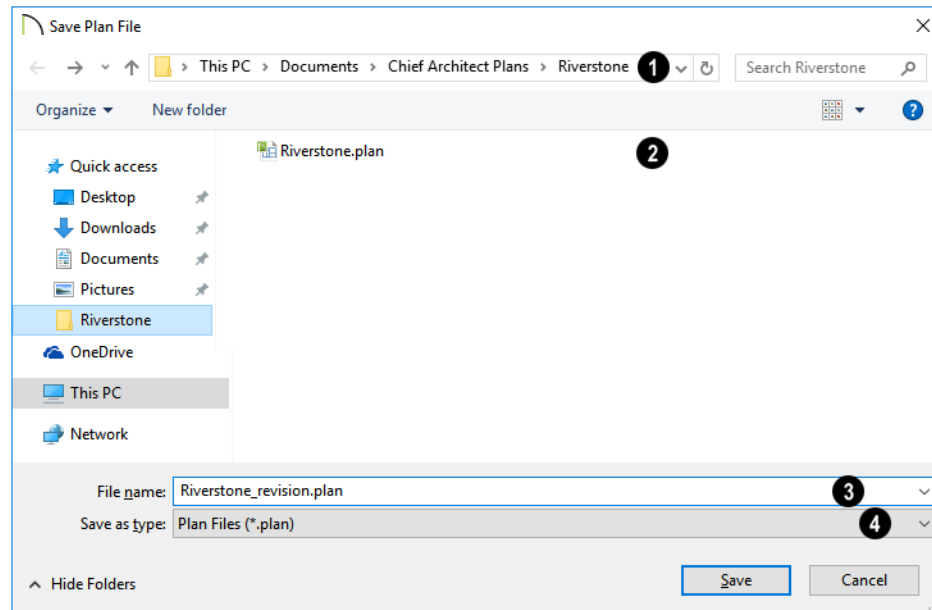 Save Plan File
This PC > Documents > Chief Architect Plans > Riverstone 1 Search Riverstone
Organize New folder ?
Riverstone.plan 2
Quick access
Desktop
Downloads
Documents
Pictures
Riverstone
OneDrive
This PC
Network
File name: Riverstone_revision.plan 3
Save as type: Plan Files (*.plan) 4
Hide Folders Save Cancel